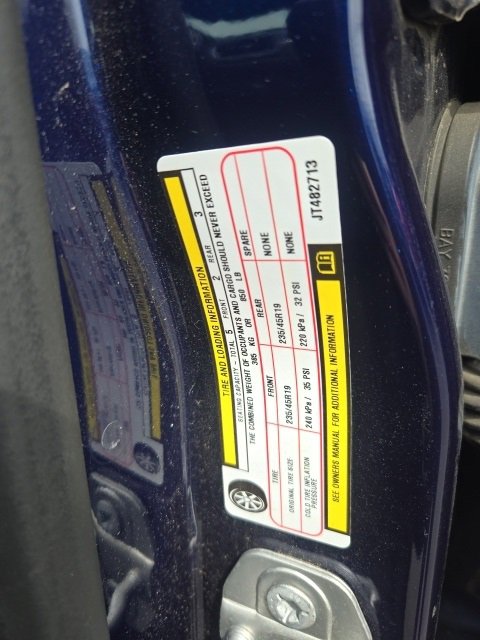 TIRE AND LOADING INFORMATION
SEATING CAPACITY - TOTAL 5 FRONT 2 REAR 3
THE COMBINED WEIGHT OF OCCUPANTS AND CARGO SHOULD NEVER EXCEED
385 KG OR 850 LB
TIRE FRONT REAR SPARE
ORIGINAL TIRE SIZE 235/45R19 235/45R19 NONE
COLD TIRE INFLATION PRESSURE 240 kPa / 35 PSI 220 kPa / 32 PSI NONE
SEE OWNERS MANUAL FOR ADDITIONAL INFORMATION
JT482713
BAY